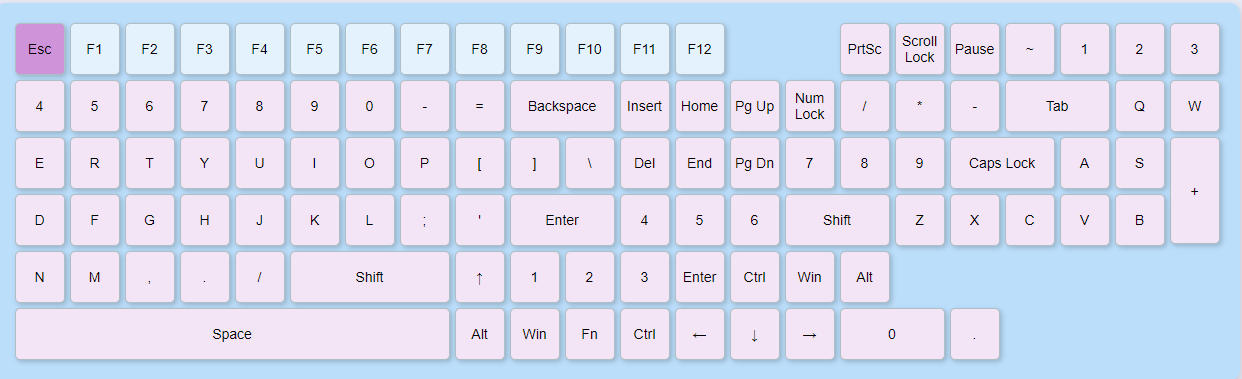 Esc F1 F2 F3 F4 F5 F6 F7 F8 F9 F10 F11 F12 PrtSc Scroll Lock Pause ~ 1 2 3
4 5 6 7 8 9 0 - = Backspace Insert Home Pg Up Num Lock / * - Tab Q W
E R T Y U I O P [ ] \ Del End Pg Dn 7 8 9 Caps Lock A S +
D F G H J K L ; ' Enter 4 5 6 Shift Z X C V B
N M , . / Shift ↑ 1 2 3 Enter Ctrl Win Alt
Space Alt Win Fn Ctrl ← ↓ → 0 .